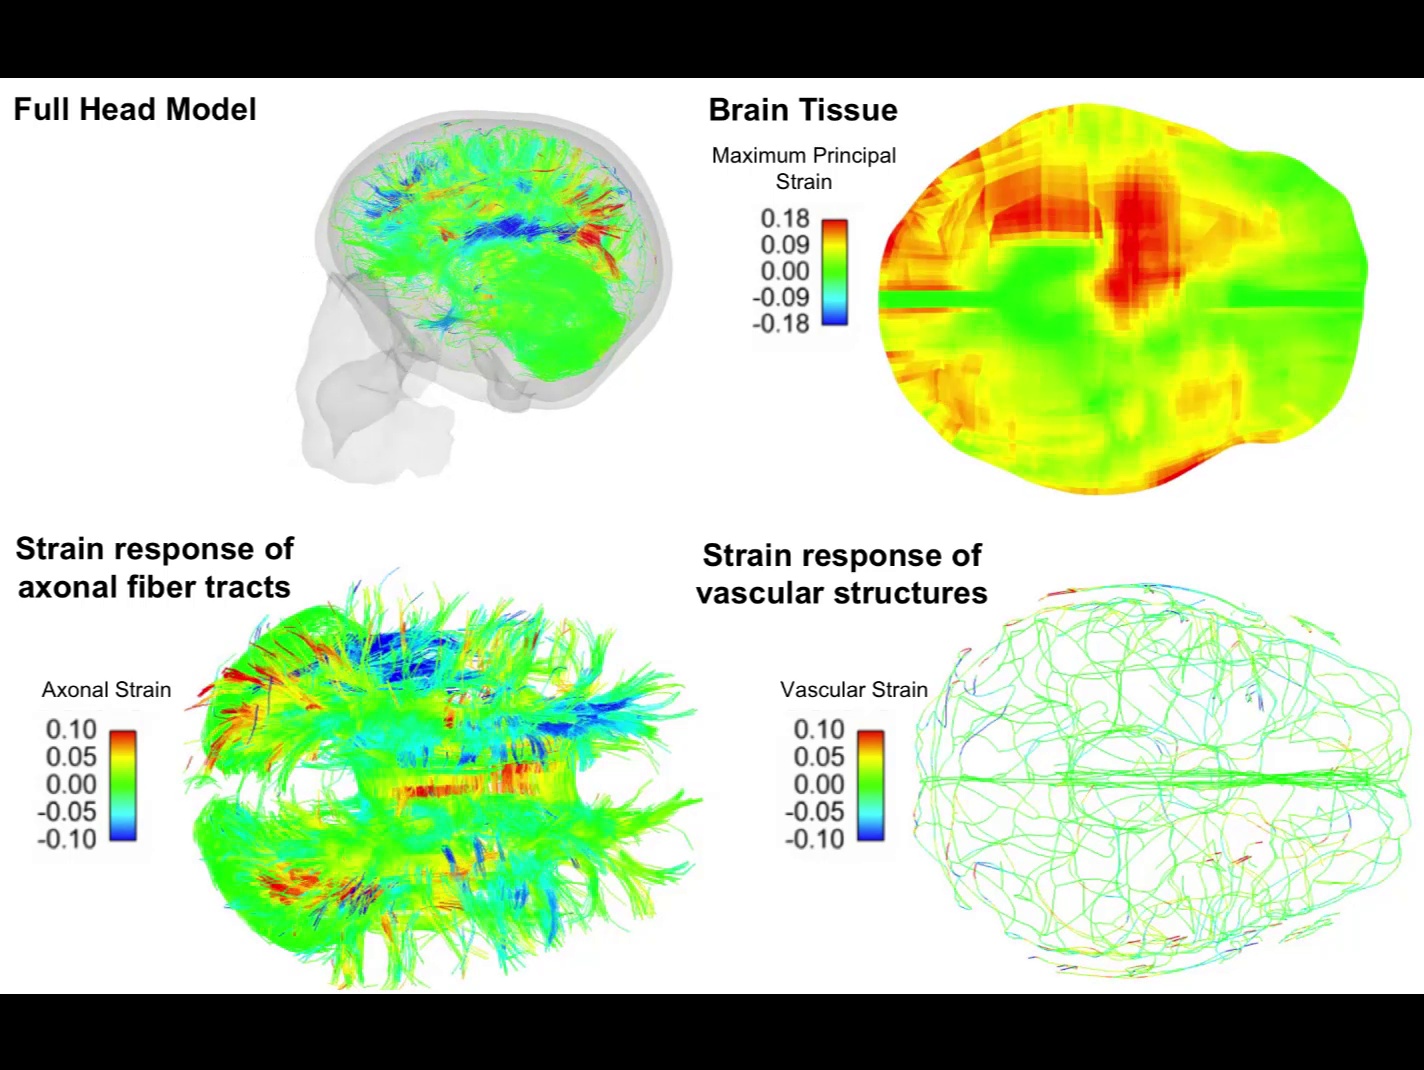 Full Head Model
Brain Tissue
Maximum Principal
Strain
0.18
0.09
0.00
-0.09
-0.18
Strain response of
axonal fiber tracts
Axonal Strain
0.10
0.05
0.00
-0.05
-0.10
Strain response of
vascular structures
Vascular Strain
0.10
0.05
0.00
-0.05
-0.10